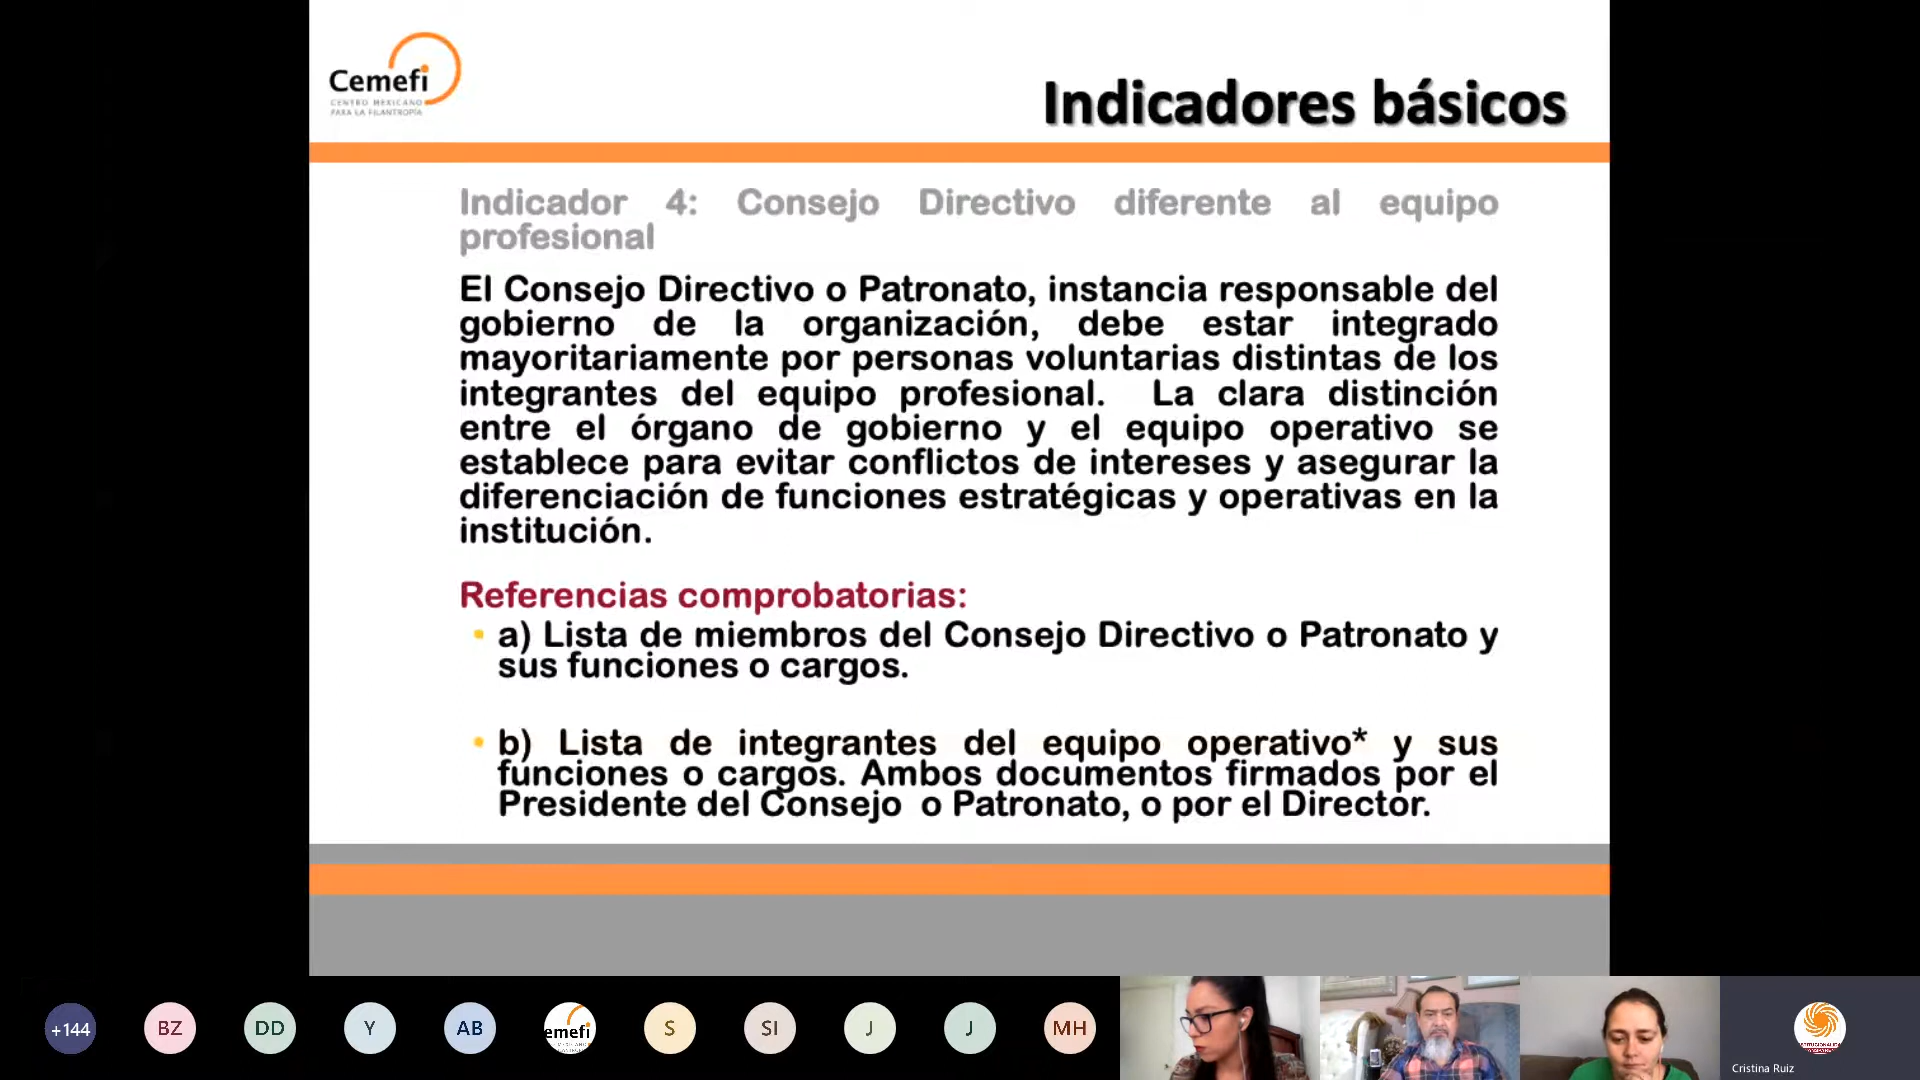 Cemefi
CENTRO MEXICANO
PARA LA FILANTROPÍA
Indicadores básicos
Indicador 4: Consejo Directivo diferente al equipo
profesional
El Consejo Directivo o Patronato, instancia responsable del
gobierno de la organización, debe estar integrado
mayoritariamente por personas voluntarias distintas de los
integrantes del equipo profesional. La clara distinción
entre el órgano de gobierno y el equipo operativo se
establece para evitar conflictos de intereses y asegurar la
diferenciación de funciones estratégicas y operativas en la
institución.
Referencias comprobatorias:
• a) Lista de miembros del Consejo Directivo o Patronato y
sus funciones o cargos.
• b) Lista de integrantes del equipo operativo* y sus
funciones o cargos. Ambos documentos firmados por el
Presidente del Consejo o Patronato, o por el Director.
+144
BZ
DD
Y
AB
emefi
S
SI
J
J
MH
Cristina Ruiz